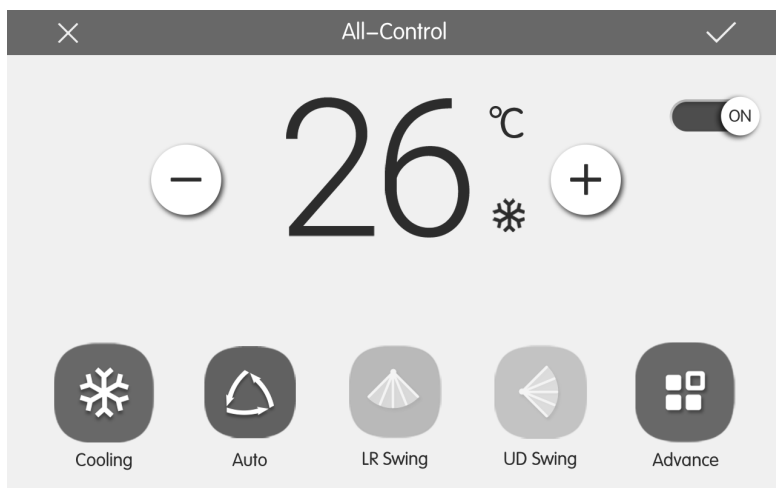 All-Control
26 °C
ON
Cooling
Auto
LR Swing
UD Swing
Advance